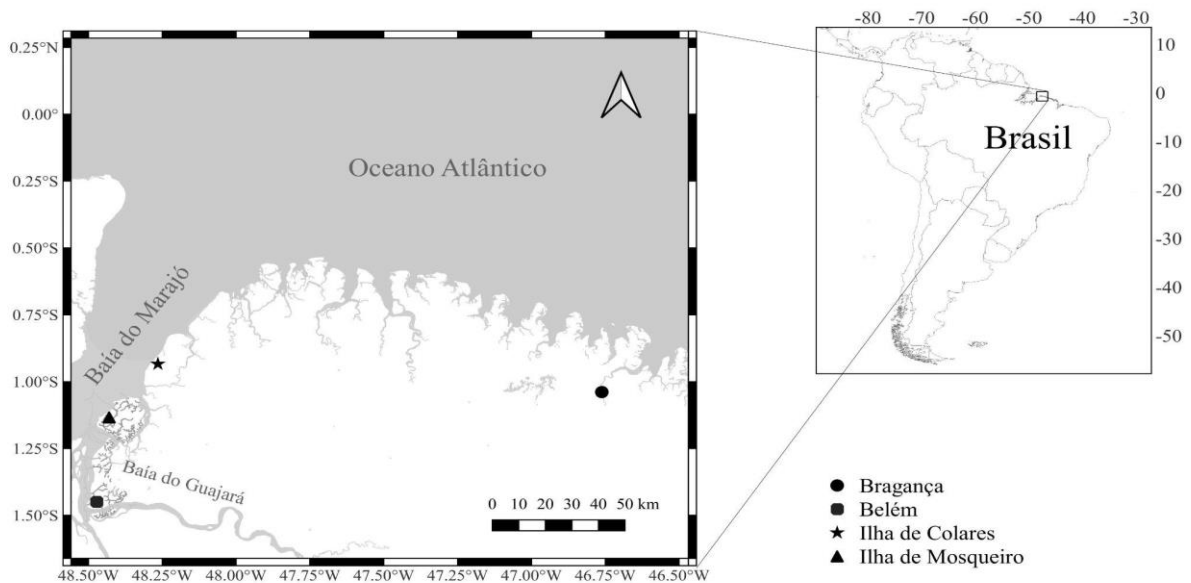 0.25°N
0.00°
0.25°S
0.50°S
0.75°S
1.00°S
1.25°S
1.50°S
48.50°W 48.25°W 48.00°W 47.75°W 47.50°W 47.25°W 47.00°W 46.75°W 46.50°W
Oceano Atlântico
Baía do Marajó
Baía do Guajará
0 10 20 30 40 50 km
-80 -70 -60 -50 -40 -30
10
0
-10
-20
-30
-40
-50
Brasil
Bragança
Belém
Ilha de Colares
Ilha de Mosqueiro